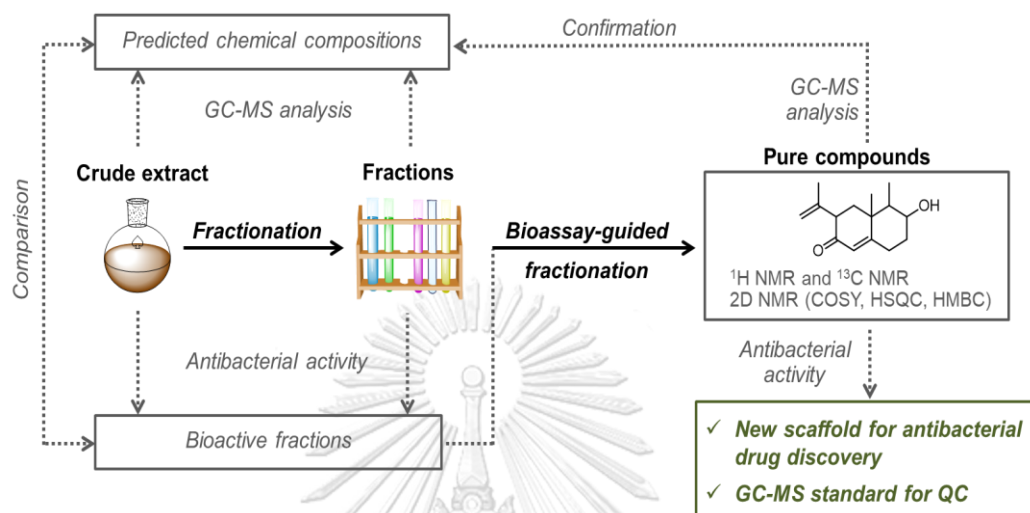 Predicted chemical compositions
Confirmation
GC-MS analysis
GC-MS
analysis
Comparison
Crude extract
Fractions
Pure compounds
Fractionation
Bioassay-guided
fractionation
OH
O
¹H NMR and ¹³C NMR
2D NMR (COSY, HSQC, HMBC)
Antibacterial activity
Antibacterial
activity
Bioactive fractions
✓ New scaffold for antibacterial
drug discovery
✓ GC-MS standard for QC